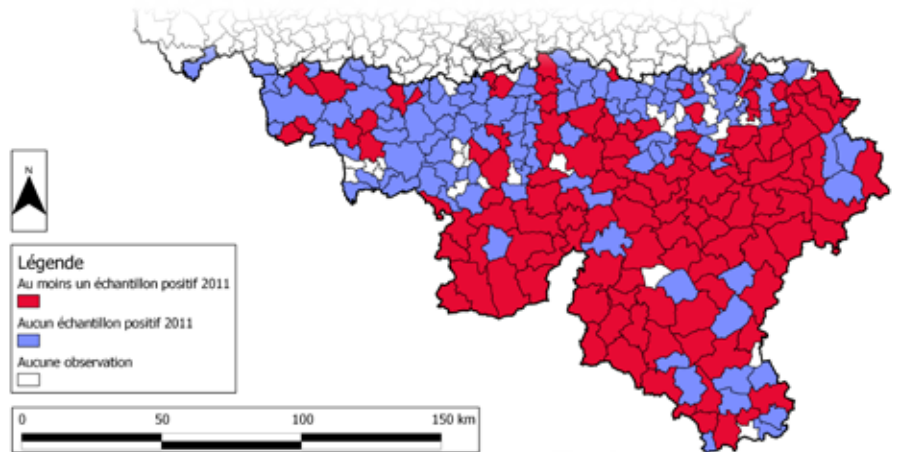 N
Légende
Au moins un échantillon positif 2011
Aucun échantillon positif 2011
Aucune observation
0 50 100 150 km